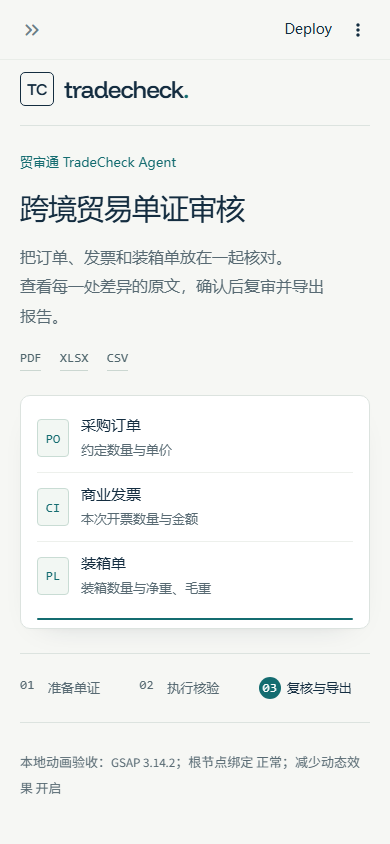 Deploy
TC tradecheck.
贸审通 TradeCheck Agent
跨境贸易单证审核
把订单、发票和装箱单放在一起核对。
查看每一处差异的原文，确认后复审并导出
报告。
PDF XLSX CSV
PO 采购订单
约定数量与单价
CI 商业发票
本次开票数量与金额
PL 装箱单
装箱数量与净重、毛重
01 准备单证 02 执行核验 03 复核与导出
本地动画验收：GSAP 3.14.2；根节点绑定 正常；减少动态效
果 开启